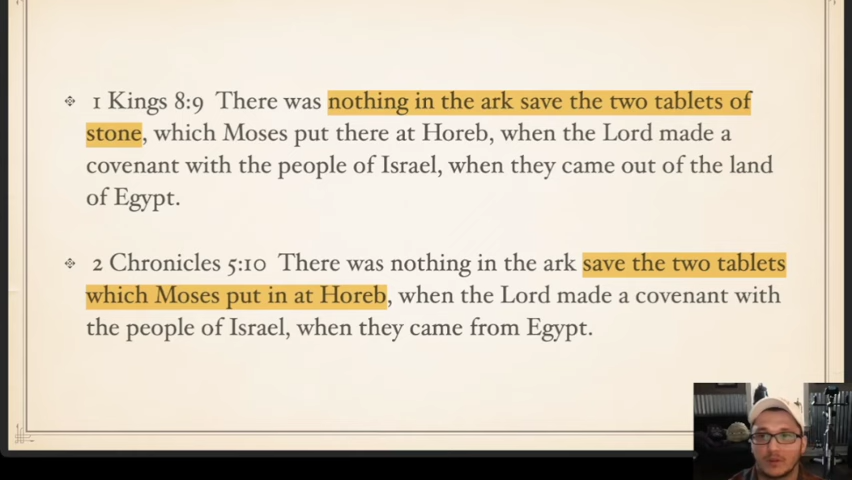 1 Kings 8:9 There was nothing in the ark save the two tablets of
stone, which Moses put there at Horeb, when the Lord made a
covenant with the people of Israel, when they came out of the land
of Egypt.
2 Chronicles 5:10 There was nothing in the ark save the two tablets
which Moses put in at Horeb, when the Lord made a covenant with
the people of Israel, when they came from Egypt.